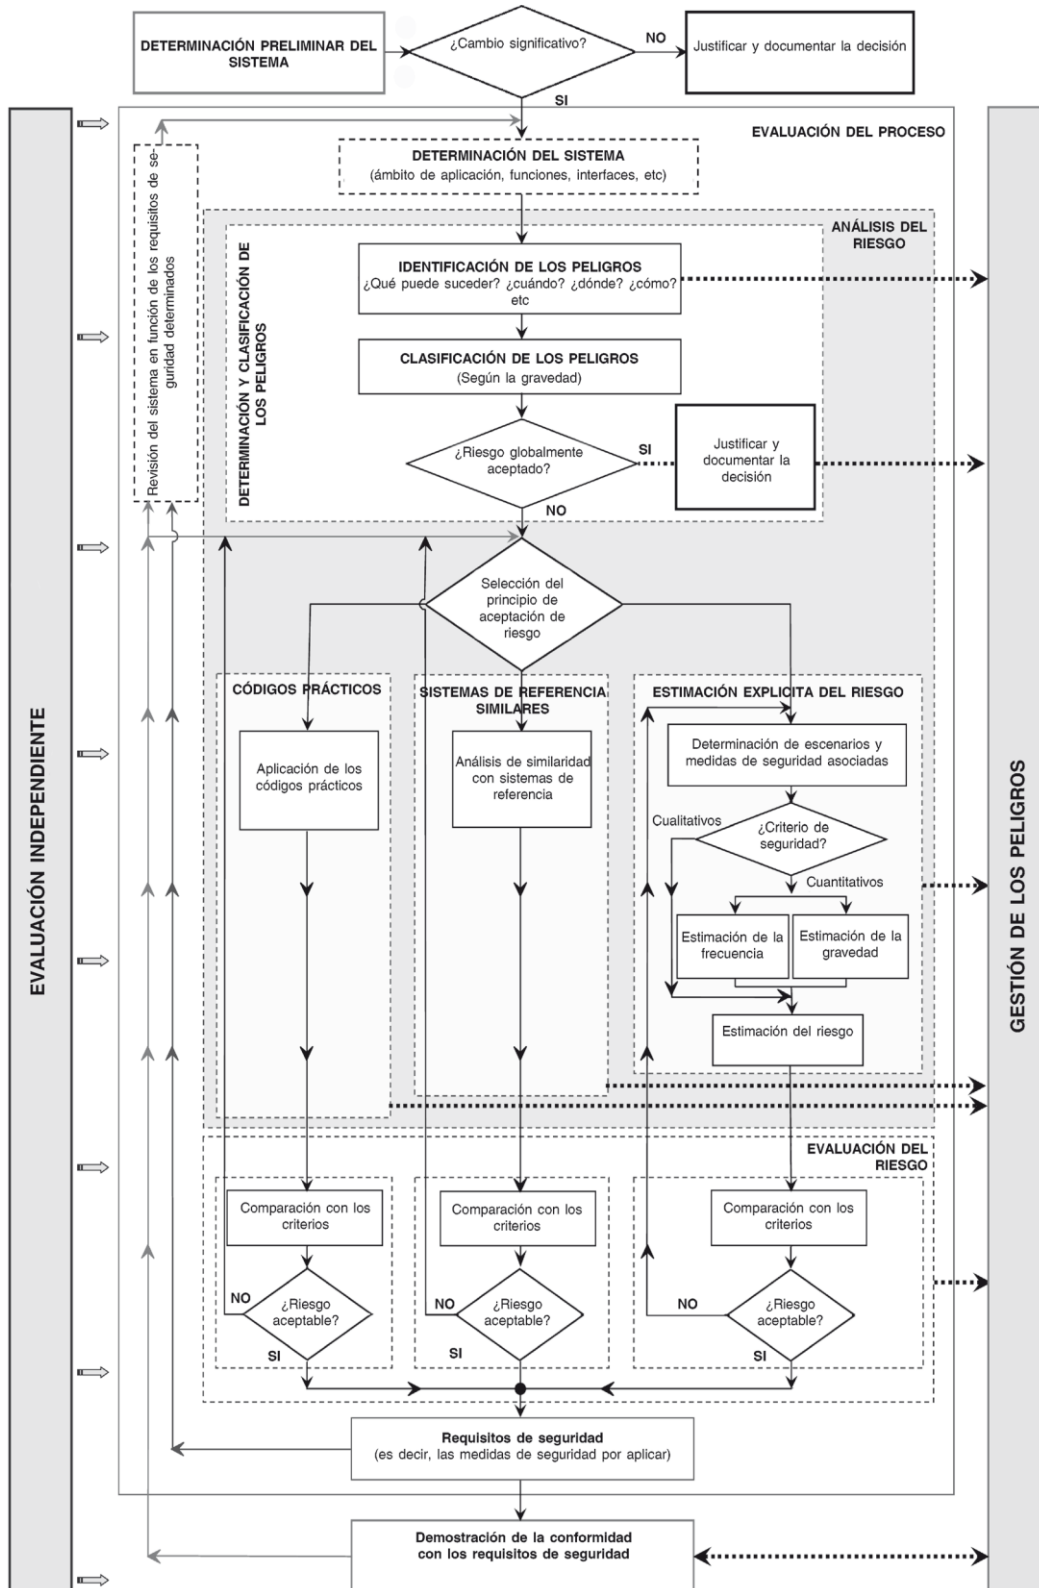 DETERMINACIÓN PRELIMINAR DEL
SISTEMA
¿Cambio significativo?
NO
Justificar y documentar la decisión
SI
EVALUACIÓN DEL PROCESO
DETERMINACIÓN DEL SISTEMA
(ámbito de aplicación, funciones, interfaces, etc)
Revisión del sistema en función de los requisitos de se-
guridad determinados
ANÁLISIS DEL
RIESGO
DETERMINACIÓN Y CLASIFICACIÓN DE
LOS PELIGROS
IDENTIFICACIÓN DE LOS PELIGROS
¿Qué puede suceder? ¿cuándo? ¿dónde? ¿cómo?
etc
CLASIFICACIÓN DE LOS PELIGROS
(Según la gravedad)
¿Riesgo globalmente
aceptado?
SI
Justificar y
documentar la
decisión
NO
Selección del
principio de
aceptación de
riesgo
CÓDIGOS PRÁCTICOS
SISTEMAS DE REFERENCIA
SIMILARES
ESTIMACIÓN EXPLICITA DEL RIESGO
Aplicación de los
códigos prácticos
Análisis de similaridad
con sistemas de
referencia
Determinación de escenarios y
medidas de seguridad asociadas
Cualitativos
¿Criterio de
seguridad?
Cuantitativos
Estimación de la
frecuencia
Estimación de la
gravedad
Estimación del riesgo
EVALUACIÓN INDEPENDIENTE
GESTIÓN DE LOS PELIGROS
EVALUACIÓN DEL
RIESGO
Comparación con los
criterios
Comparación con los
criterios
Comparación con los
criterios
NO
¿Riesgo
aceptable?
SI
NO
¿Riesgo
aceptable?
SI
NO
¿Riesgo
aceptable?
SI
Requisitos de seguridad
(es decir, las medidas de seguridad por aplicar)
Demostración de la conformidad
con los requisitos de seguridad